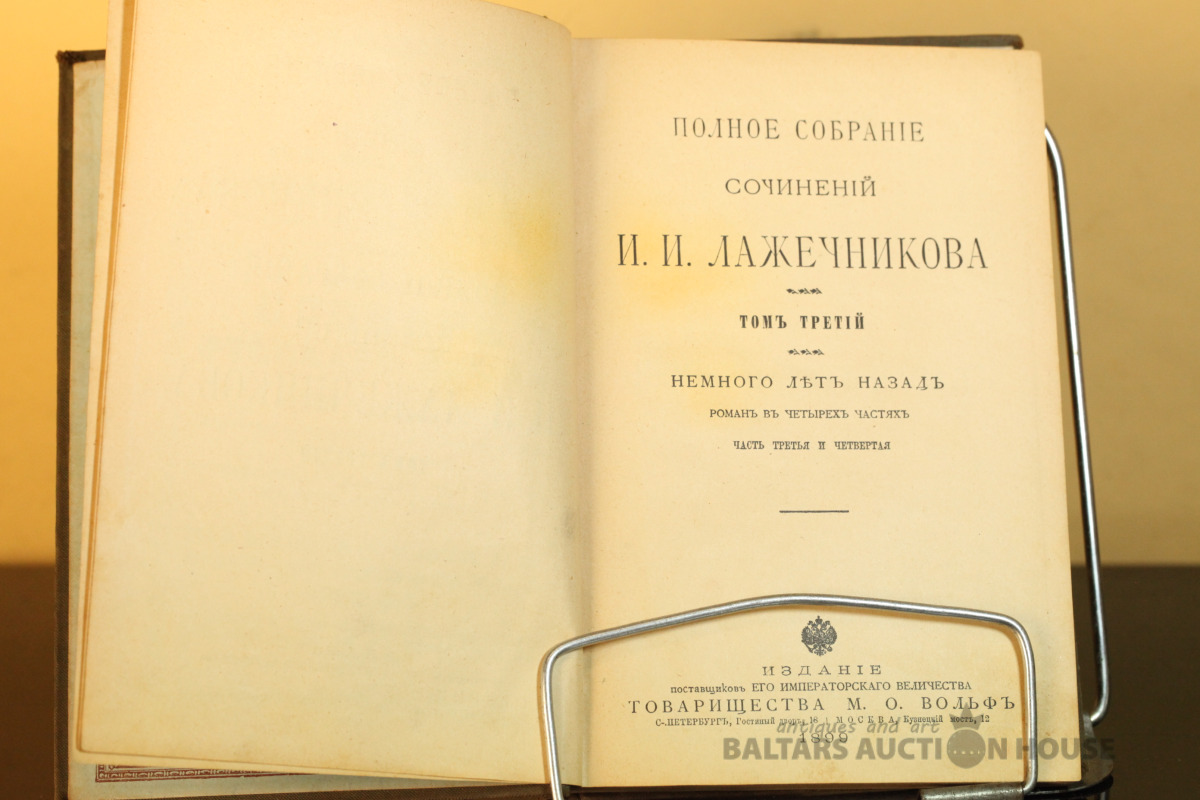 ПОЛНОЕ СОБРАНІЕ
СОЧИНЕНІЙ
И. И. ЛАЖЕЧНИКОВА
ТОМЪ ТРЕТІЙ
НЕМНОГО ЛѢТЪ НАЗАДЪ
РОМАНЪ ВЪ ЧЕТЫРЕХЪ ЧАСТЯХЪ
ЧАСТЬ ТРЕТЬЯ И ЧЕТВЕРТАЯ
ИЗДАНІЕ
поставщиковъ ЕГО ИМПЕРАТОРСКАГО ВЕЛИЧЕСТВА
ТОВАРИЩЕСТВА М. О. ВОЛЬФЪ
С.-ПЕТЕРБУРГЪ, Гостиный дворъ, 18 | МОСКВА, Кузнецкій мостъ, 12
antiques and art
BALTARS AUCTION HOUSE